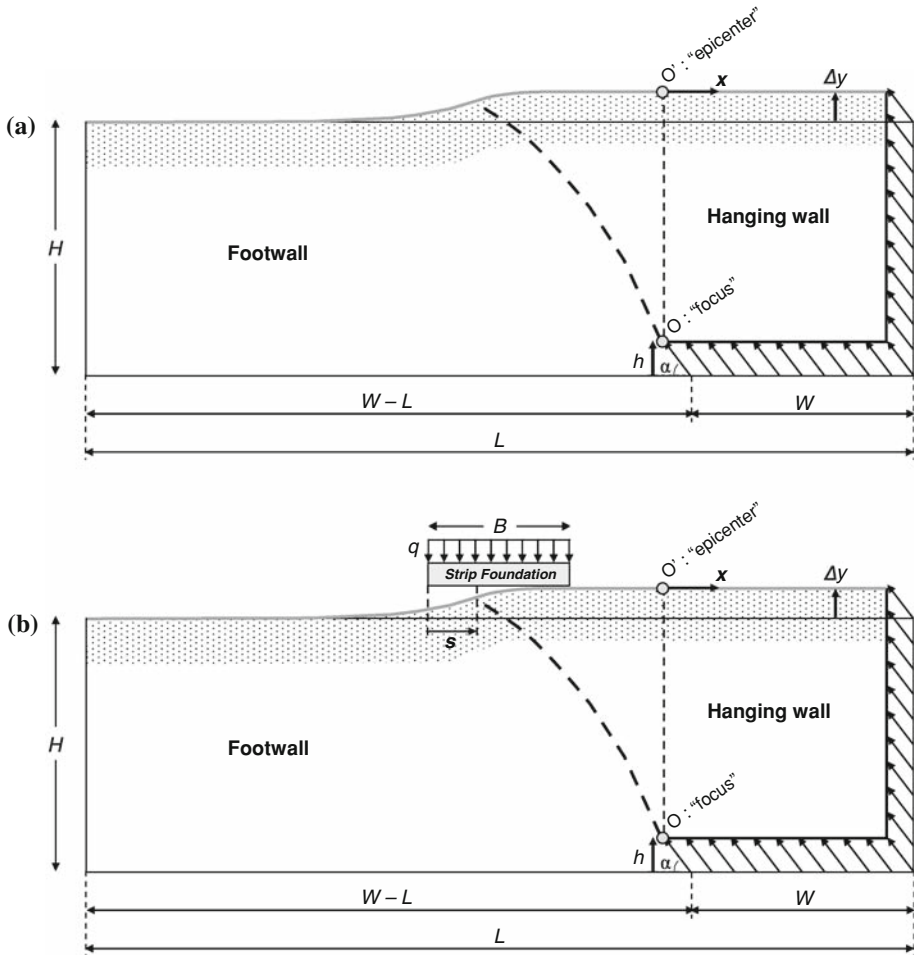 O' : “epicenter”
x
Δy
(a)
H
Footwall
Hanging wall
O : “focus”
h
α
W – L
W
L
B
q
Strip Foundation
O' : “epicenter”
x
Δy
(b)
s
H
Footwall
Hanging wall
O : “focus”
h
α
W – L
W
L